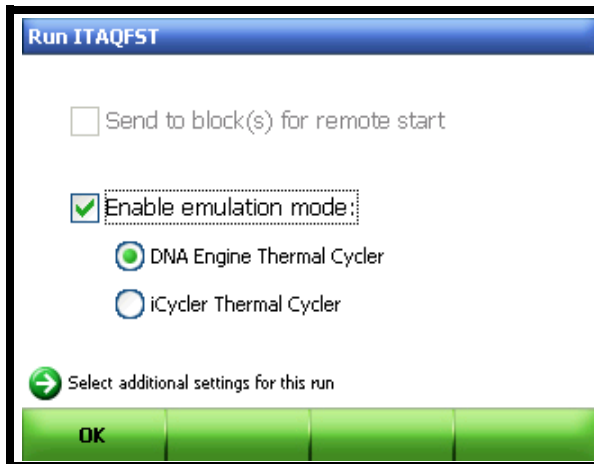 Run ITAQFST
Send to block(s) for remote start
Enable emulation mode:
DNA Engine Thermal Cycler
iCycler Thermal Cycler
Select additional settings for this run
OK